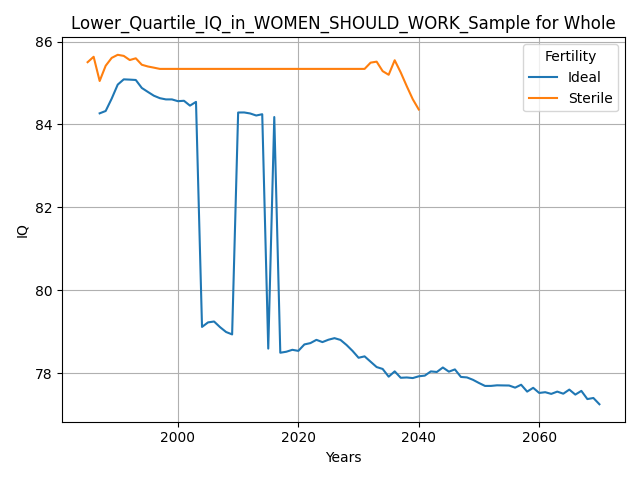 Lower_Quartile_IQ_in_WOMEN_SHOULD_WORK_Sample for Whole
Fertility
Ideal
Sterile
86
84
82
80
78
IQ
2000
2020
2040
2060
Years